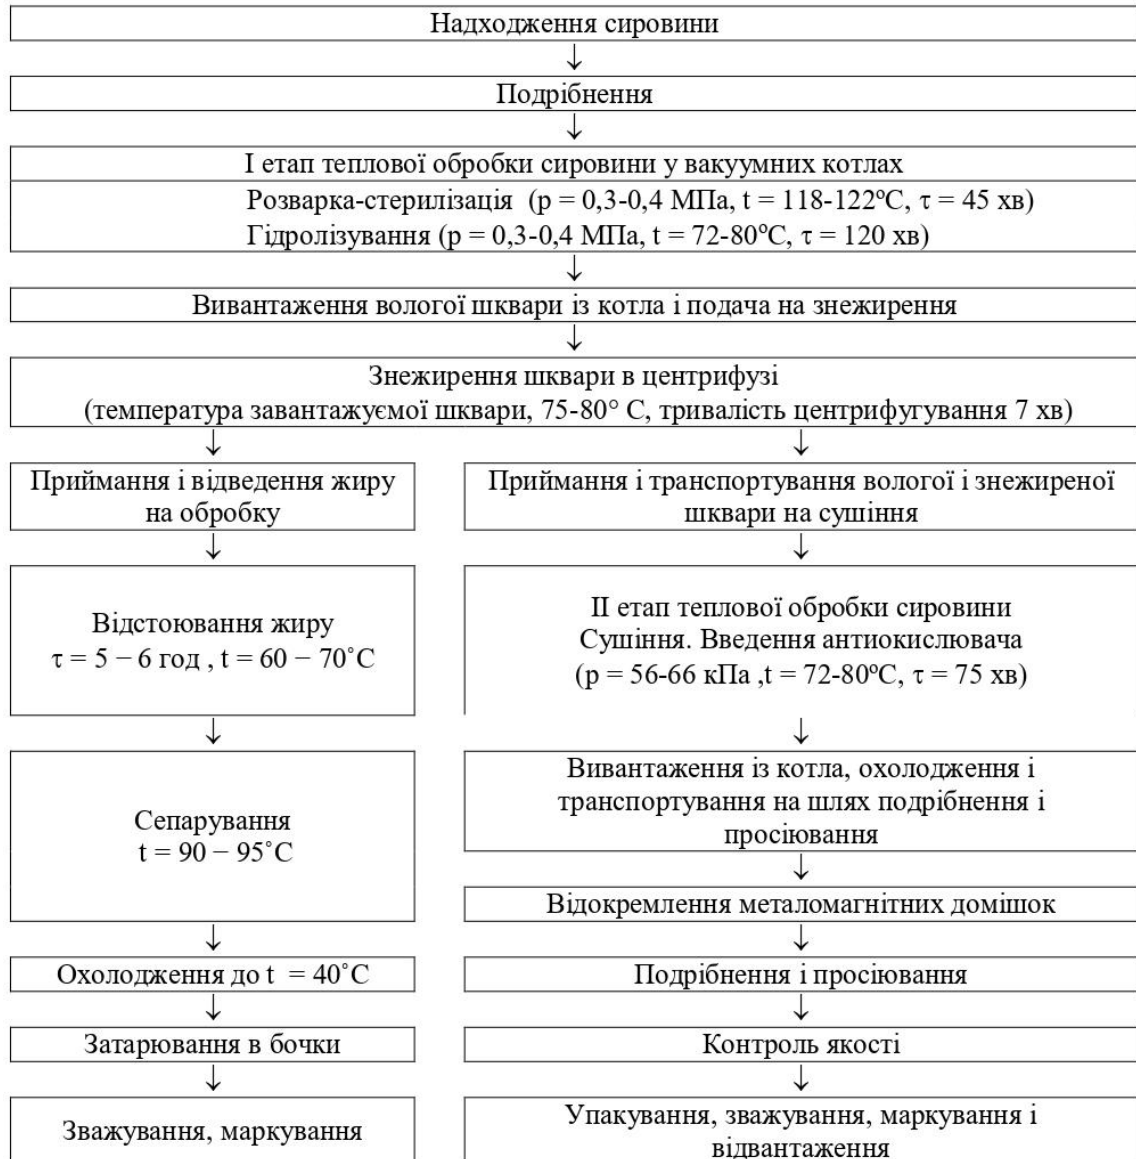 Надходження сировини
↓
Подрібнення
↓
І етап теплової обробки сировини у вакуумних котлах
Розварка-стерилізація (р = 0,3-0,4 МПа, t = 118-122ºС, τ = 45 хв)
Гідролізування (р = 0,3-0,4 МПа, t = 72-80ºС, τ = 120 хв)
↓
Вивантаження вологої шквари із котла і подача на знежирення
↓
Знежирення шквари в центрифузі
(температура завантажуємої шквари, 75-80° С, тривалість центрифугування 7 хв)
↓
Приймання і відведення жиру
на обробку
↓
Відстоювання жиру
τ = 5 – 6 год , t = 60 – 70˚С
↓
Сепарування
t = 90 – 95˚С
↓
Охолодження до t = 40˚С
↓
Затарювання в бочки
↓
Зважування, маркування
↓
Приймання і транспортування вологої і знежиреної
шквари на сушіння
↓
ІІ етап теплової обробки сировини
Сушіння. Введення антиокислювача
(р = 56-66 кПа ,t = 72-80ºС, τ = 75 хв)
↓
Вивантаження із котла, охолодження і
транспортування на шлях подрібнення і
просіювання
↓
Відокремлення металомагнітних домішок
↓
Подрібнення і просіювання
↓
Контроль якості
↓
Упакування, зважування, маркування і
відвантаження